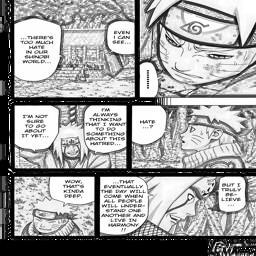 EVEN
I CAN
SEE...
...THERE'S
TOO MUCH
HATE
IN OUR
SHINOBI
WORLD...
HATE
...?
I'M
ALWAYS
THINKING
THAT I WANT
TO DO
SOMETHING
ABOUT THIS
HATRED...
I'M NOT
SURE
TO GO
ABOUT IT
YET...
BUT I
TRULY
BE-
LIEVE
...
...THAT
EVENTUALLY
THE DAY
WILL COME
WHEN ALL
PEOPLE
WILL
UNDER-
STAND ONE
ANOTHER
AND LIVE IN
HARMONY
!!
WOW,
THAT'S
KINDA
DEEP.